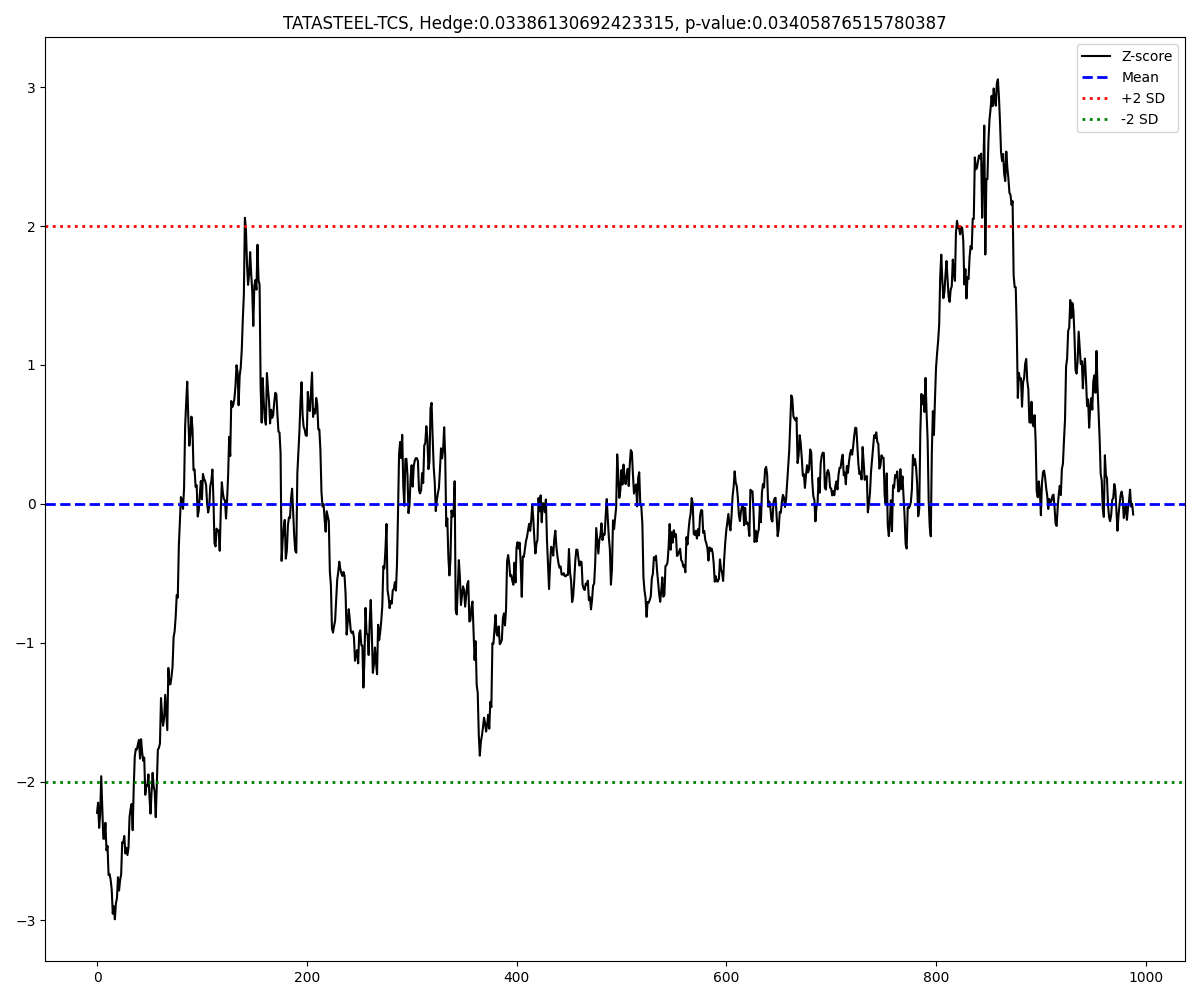 TATASTEEL-TCS, Hedge:0.03386130692423315, p-value:0.03405876515780387
Z-score
Mean
+2 SD
-2 SD
3
2
1
0
−1
−2
−3
0 200 400 600 800 1000